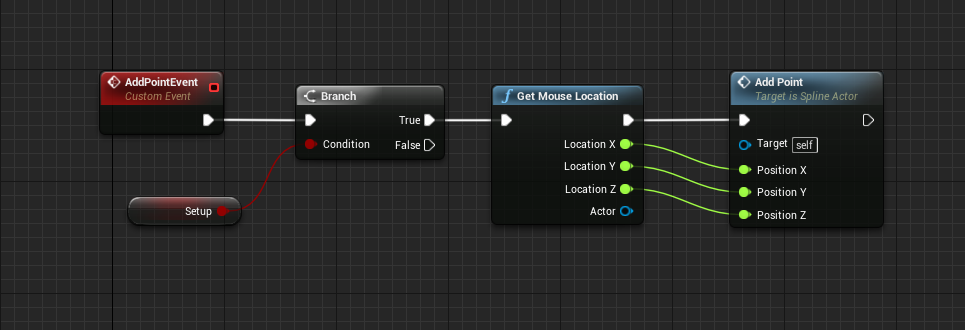 AddPointEvent
Custom Event
Branch
True
Condition
False
Setup
f Get Mouse Location
Location X
Location Y
Location Z
Actor
Add Point
Target is Spline Actor
Target self
Position X
Position Y
Position Z